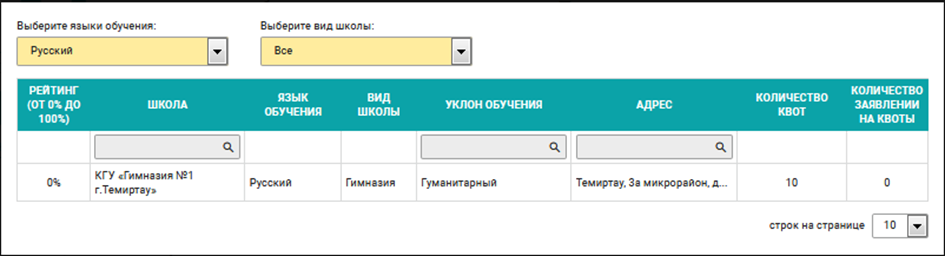 Выберите языки обучения: Выберите вид школы:
Русский Все
РЕЙТИНГ (ОТ 0% ДО 100%) ШКОЛА ЯЗЫК ОБУЧЕНИЯ ВИД ШКОЛЫ УКЛОН ОБУЧЕНИЯ АДРЕС КОЛИЧЕСТВО КВОТ КОЛИЧЕСТВО ЗАЯВЛЕНИИ НА КВОТЫ
0% КГУ «Гимназия №1 г.Темиртау» Русский Гимназия Гуманитарный Темиртау, 3а микрорайон, д... 10 0
строк на странице 10